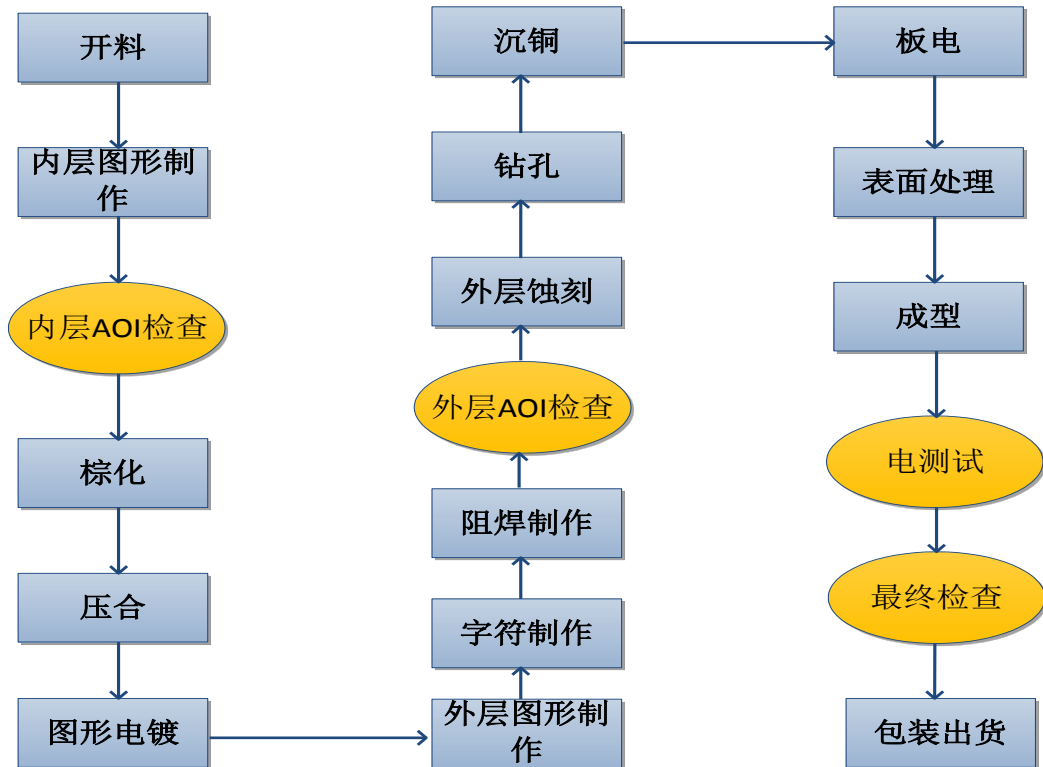 开料
内层图形制
作
内层AOI检查
棕化
压合
图形电镀
外层图形制
作
字符制作
阻焊制作
外层AOI检查
外层蚀刻
钻孔
沉铜
板电
表面处理
成型
电测试
最终检查
包装出货